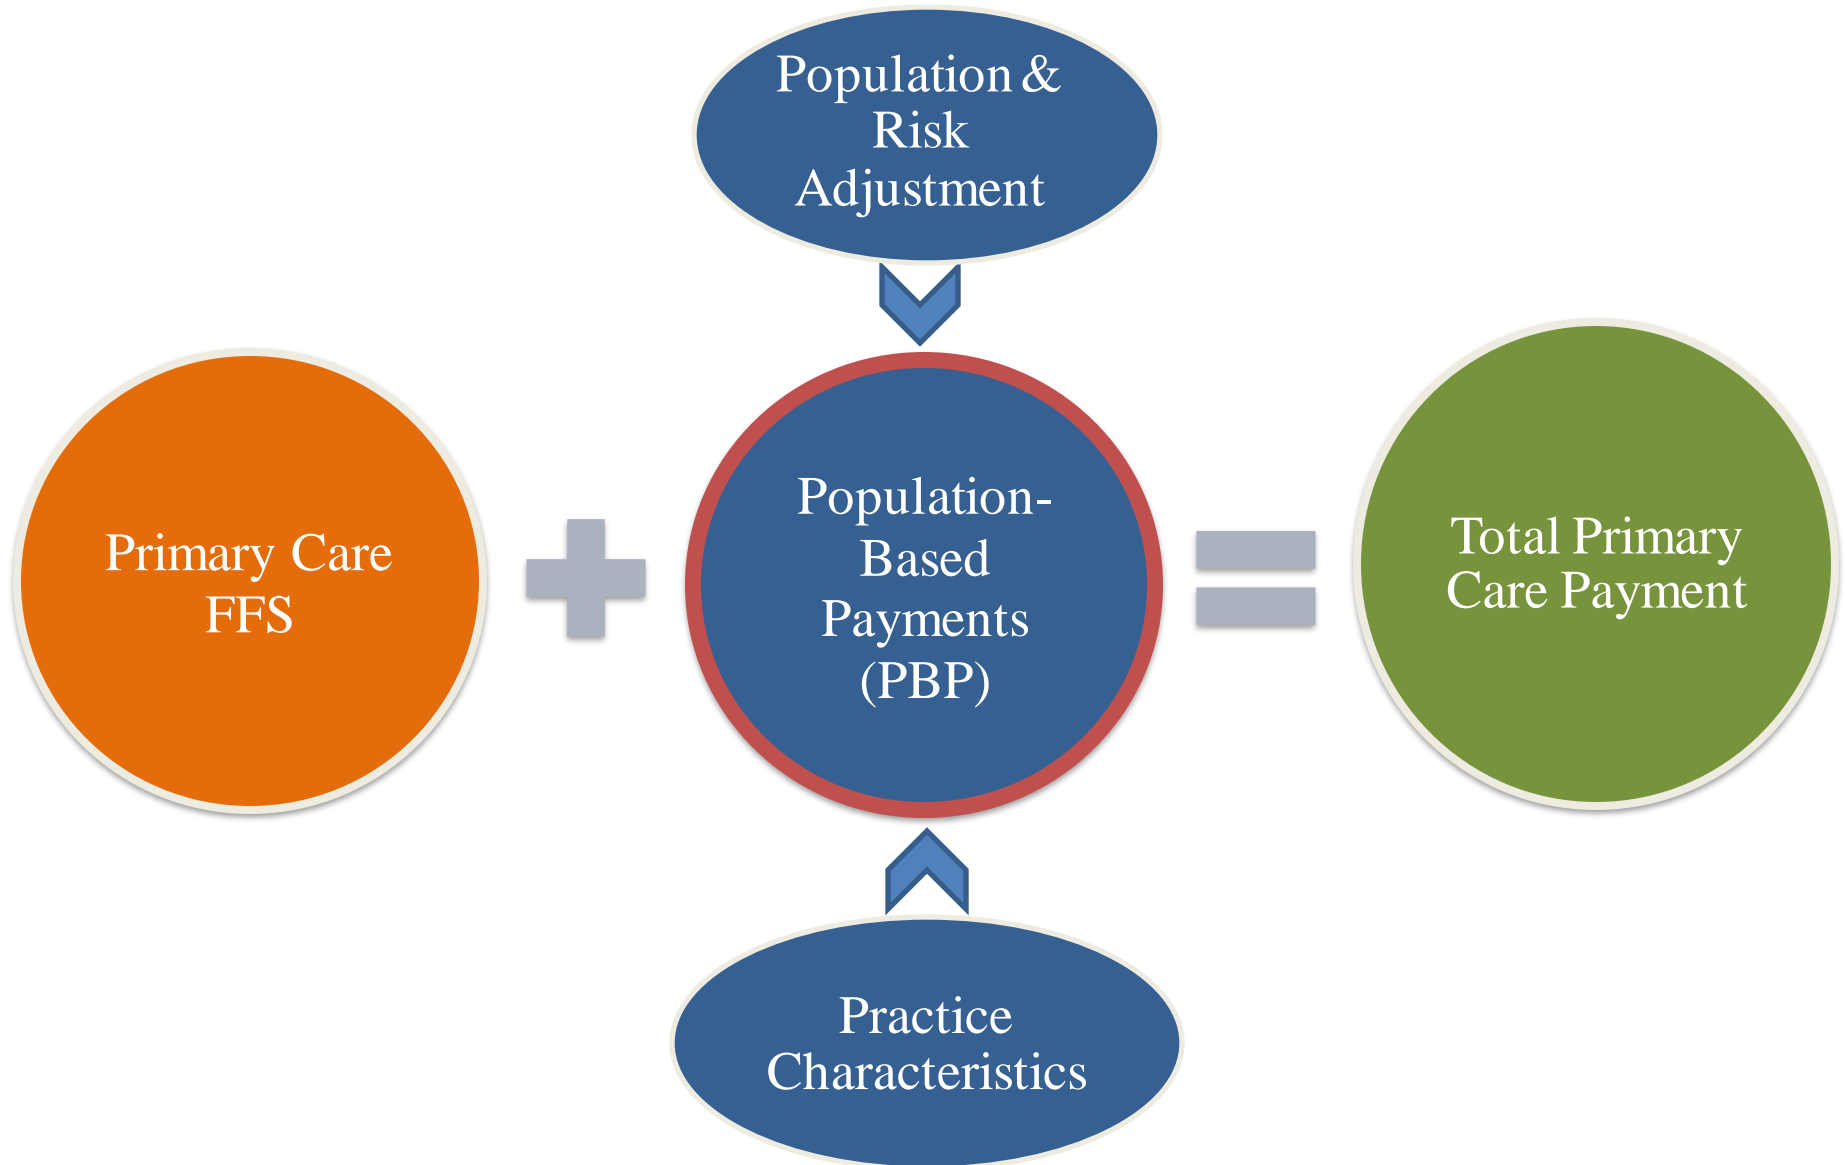 Population &
Risk
Adjustment
Primary Care
FFS
Population-
Based
Payments
(PBP)
Total Primary
Care Payment
Practice
Characteristics